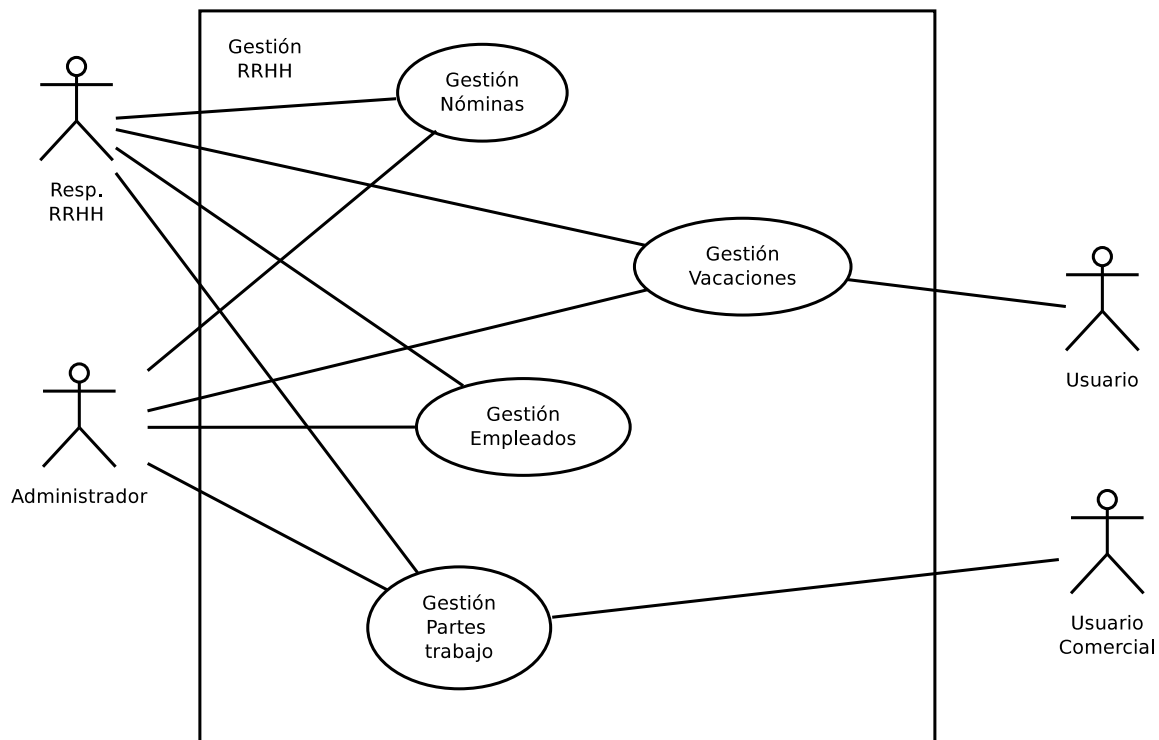 Gestión
RRHH
Gestión
Nóminas
Resp.
RRHH
Gestión
Vacaciones
Usuario
Gestión
Empleados
Administrador
Gestión
Partes
trabajo
Usuario
Comercial